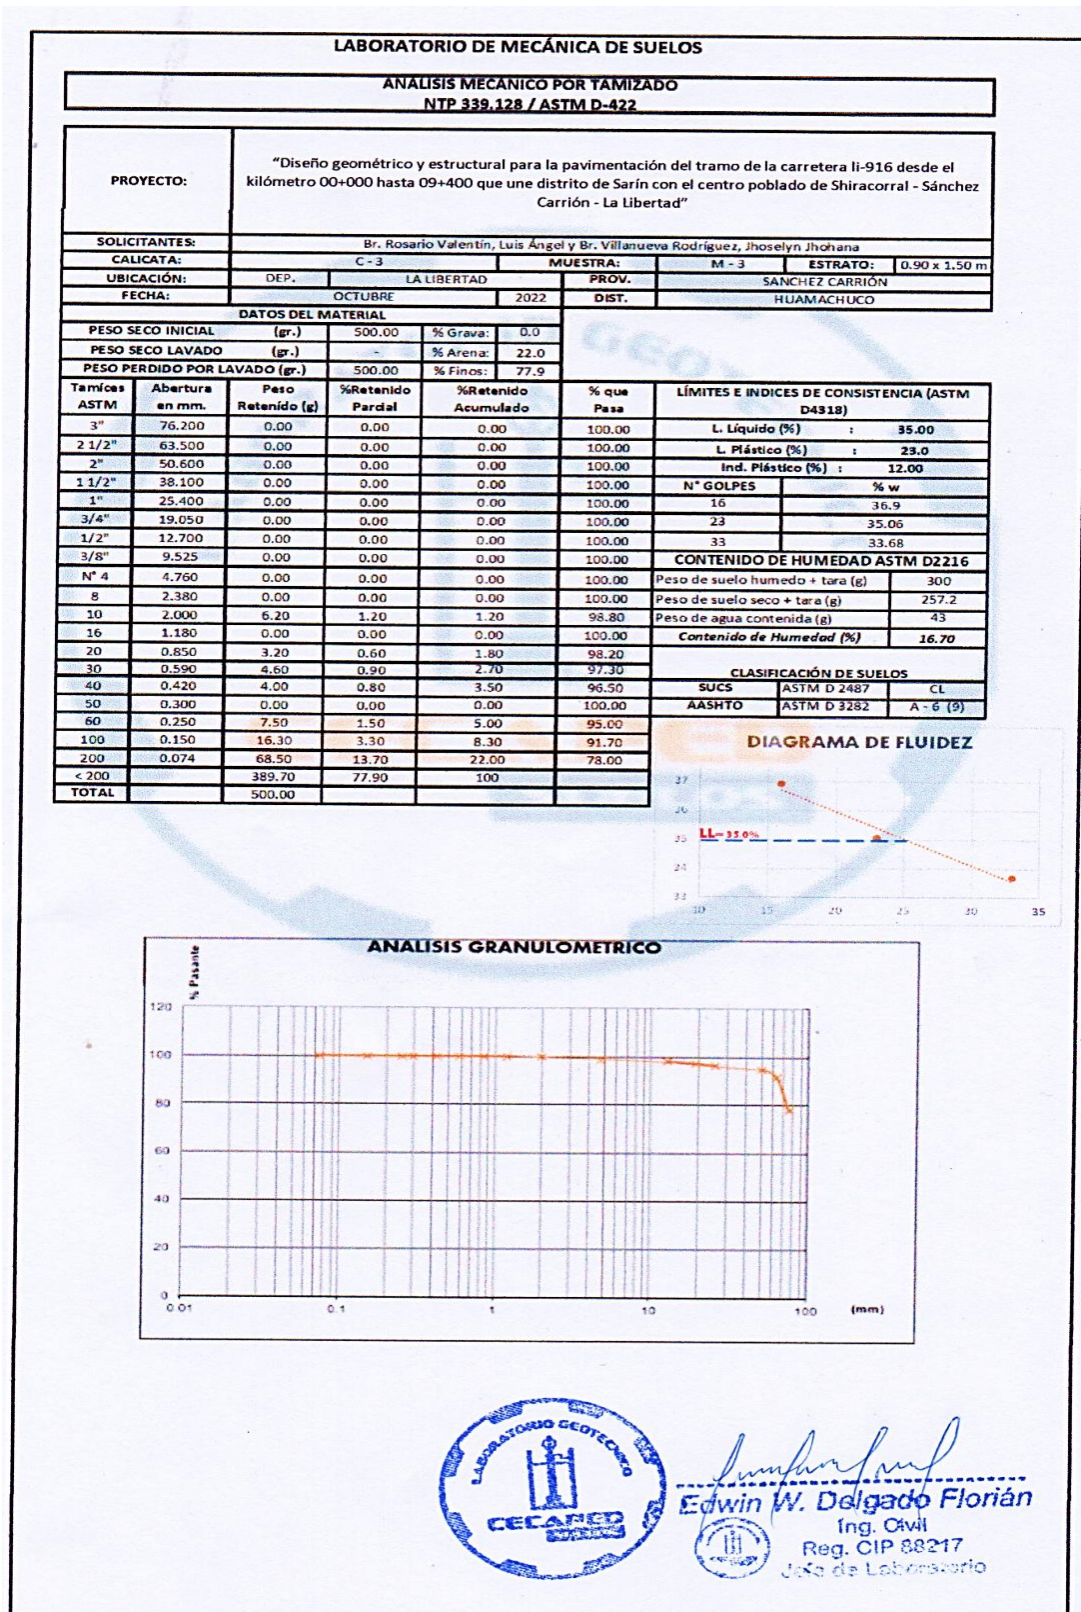 LABORATORIO DE MECÁNICA DE SUELOS
ANALISIS MECÁNICO POR TAMIZADO
NTP 339.128 / ASTM D-422
PROYECTO: "Diseño geométrico y estructural para la pavimentación del tramo de la carretera li-916 desde el
kilómetro 00+000 hasta 09+400 que une distrito de Sarín con el centro poblado de Shiracorral - Sánchez
Carrión - La Libertad"
SOLICITANTES: Br. Rosario Valentín, Luis Ángel y Br. Villanueva Rodríguez, Jhoselyn Jhohana
CALICATA: C - 3 MUESTRA: M - 3 ESTRATO: 0.90 x 1.50 m
UBICACIÓN: DEP. LA LIBERTAD PROV. SANCHEZ CARRIÓN
FECHA: OCTUBRE 2022 DIST. HUAMACHUCO
DATOS DEL MATERIAL
PESO SECO INICIAL (gr.) 500.00 % Grava: 0.0
PESO SECO LAVADO (gr.) - % Arena: 22.0
PESO PERDIDO POR LAVADO (gr.) 500.00 % Finos: 77.9
Tamices Abertura Peso %Retenido %Retenido % que
ASTM en mm. Retenído (g) Parcial Acumulado Pasa
3" 76.200 0.00 0.00 0.00 100.00
2 1/2" 63.500 0.00 0.00 0.00 100.00
2" 50.600 0.00 0.00 0.00 100.00
1 1/2" 38.100 0.00 0.00 0.00 100.00
1" 25.400 0.00 0.00 0.00 100.00
3/4" 19.050 0.00 0.00 0.00 100.00
1/2" 12.700 0.00 0.00 0.00 100.00
3/8" 9.525 0.00 0.00 0.00 100.00
N° 4 4.760 0.00 0.00 0.00 100.00
8 2.380 0.00 0.00 0.00 100.00
10 2.000 6.20 1.20 1.20 98.80
16 1.180 0.00 0.00 0.00 100.00
20 0.850 3.20 0.60 1.80 98.20
30 0.590 4.60 0.90 2.70 97.30
40 0.420 4.00 0.80 3.50 96.50
50 0.300 0.00 0.00 0.00 100.00
60 0.250 7.50 1.50 5.00 95.00
100 0.150 16.30 3.30 8.30 91.70
200 0.074 68.50 13.70 22.00 78.00
< 200 389.70 77.90 100
TOTAL 500.00
LÍMITES E INDICES DE CONSISTENCIA (ASTM
D4318)
L. Líquido (%) : 35.00
L. Plástico (%) : 23.0
Ind. Plástico (%) : 12.00
N° GOLPES % w
16 36.9
23 35.06
33 33.68
CONTENIDO DE HUMEDAD ASTM D2216
Peso de suelo humedo + tara (g) 300
Peso de suelo seco + tara (g) 257.2
Peso de agua contenida (g) 43
Contenido de Humedad (%) 16.70
CLASIFICACIÓN DE SUELOS
SUCS ASTM D 2487 CL
AASHTO ASTM D 3282 A - 6 (9)
DIAGRAMA DE FLUIDEZ
37
36
35
LL= 35.0%
34
33
10 15 20 25 30 35
ANALISIS GRANULOMETRICO
% Pasante
120
100
80
60
40
20
0
0.01 0.1 1 10 100 (mm)
LABORATORIO GEOTECNICO
CECAPED
Edwin W. Delgado Florián
Ing. Civil
Reg. CIP 88217
Jefe de Laboratorio